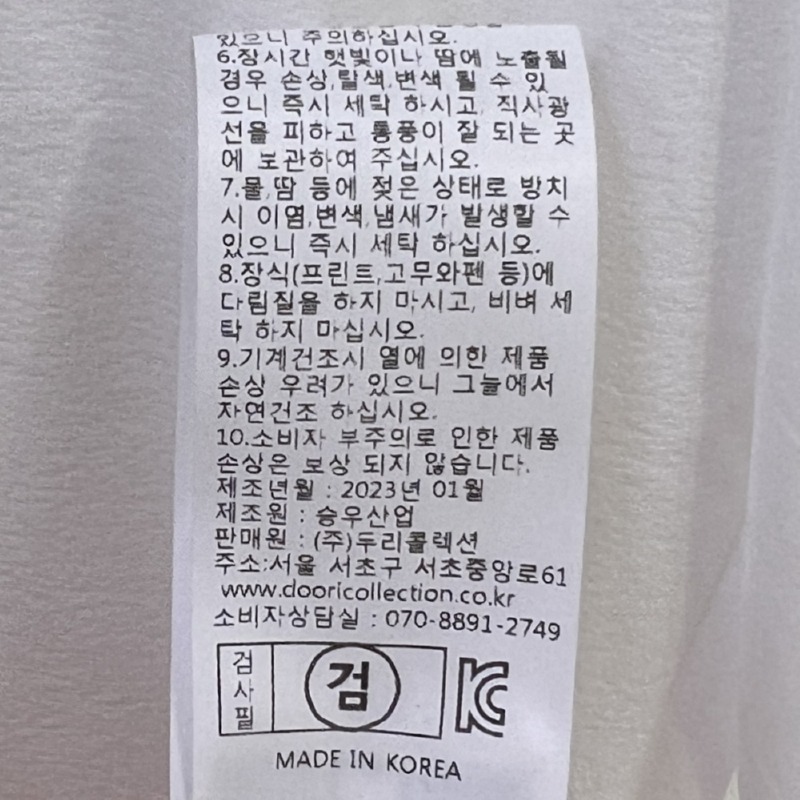 있으니 주의하십시오.
6.장시간 햇빛이나 땀에 노출될
경우 손상,탈색,변색 될 수 있
으니 즉시 세탁 하시고, 직사광
선을 피하고 통풍이 잘 되는 곳
에 보관하여 주십시오.
7.물,땀 등에 젖은 상태로 방치
시 이염,변색,냄새가 발생할 수
있으니 즉시 세탁 하십시오.
8.장식(프린트,고무와펜 등)에
다림질을 하지 마시고, 비벼 세
탁 하지 마십시오.
9.기계건조시 열에 의한 제품
손상 우려가 있으니 그늘에서
자연건조 하십시오.
10.소비자 부주의로 인한 제품
손상은 보상 되지 않습니다.
제조년월 : 2023년 01월
제조원 : 승우산업
판매원 : (주)두리콜렉션
주소:서울 서초구 서초중앙로61
www.dooricollection.co.kr
소비자상담실 : 070-8891-2749
검사필
검
KC
MADE IN KOREA